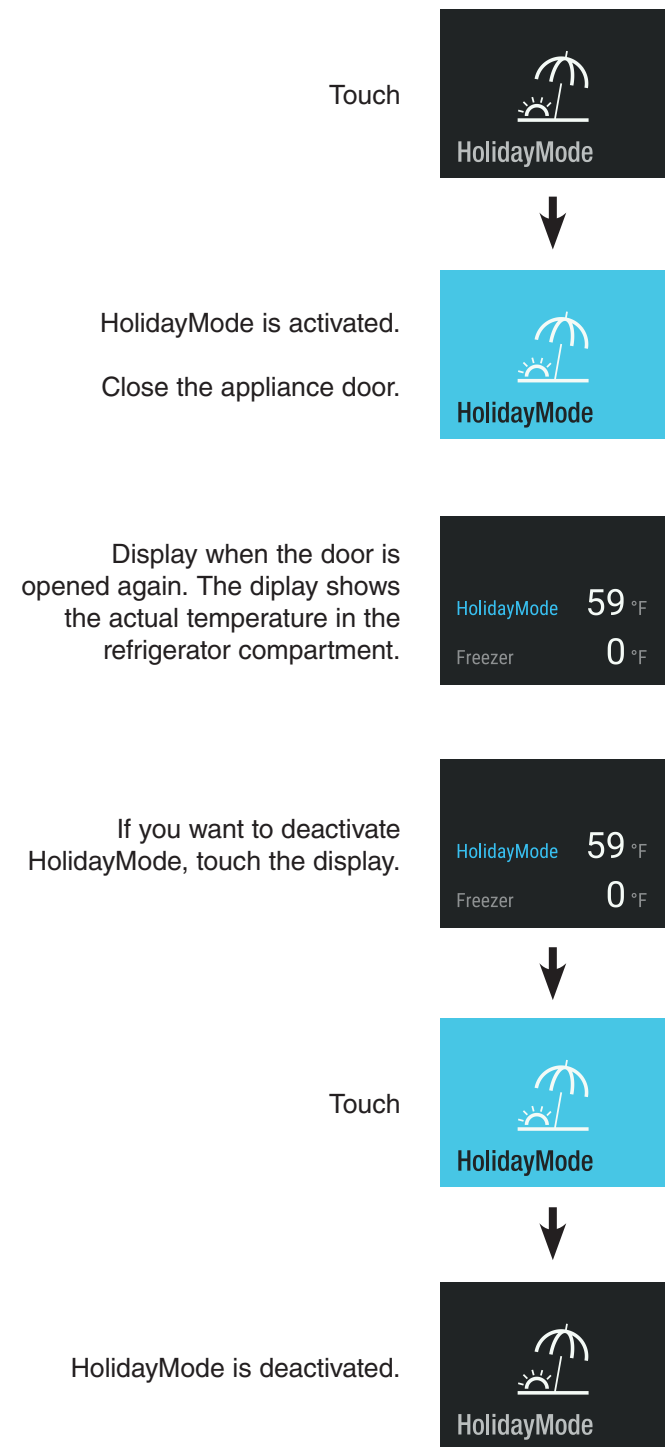 Touch
HolidayMode
HolidayMode is activated.
Close the appliance door.
HolidayMode
Display when the door is
opened again. The diplay shows
the actual temperature in the
refrigerator compartment.
HolidayMode 59 °F
Freezer 0 °F
If you want to deactivate
HolidayMode, touch the display.
HolidayMode 59 °F
Freezer 0 °F
Touch
HolidayMode
HolidayMode is deactivated.
HolidayMode